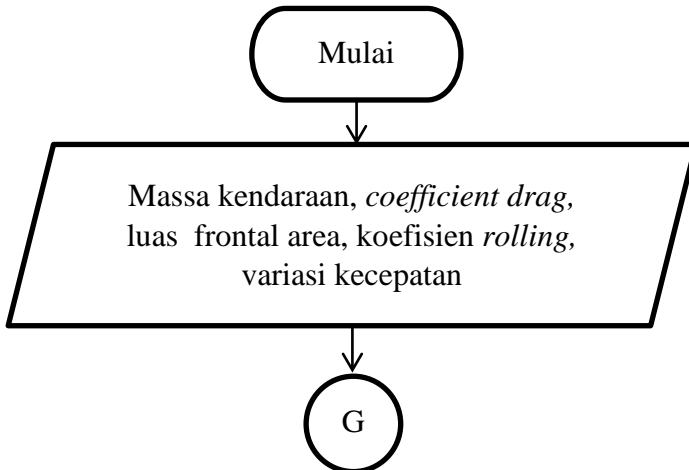 Mulai
Massa kendaraan, coefficient drag,
luas frontal area, koefisien rolling,
variasi kecepatan
G